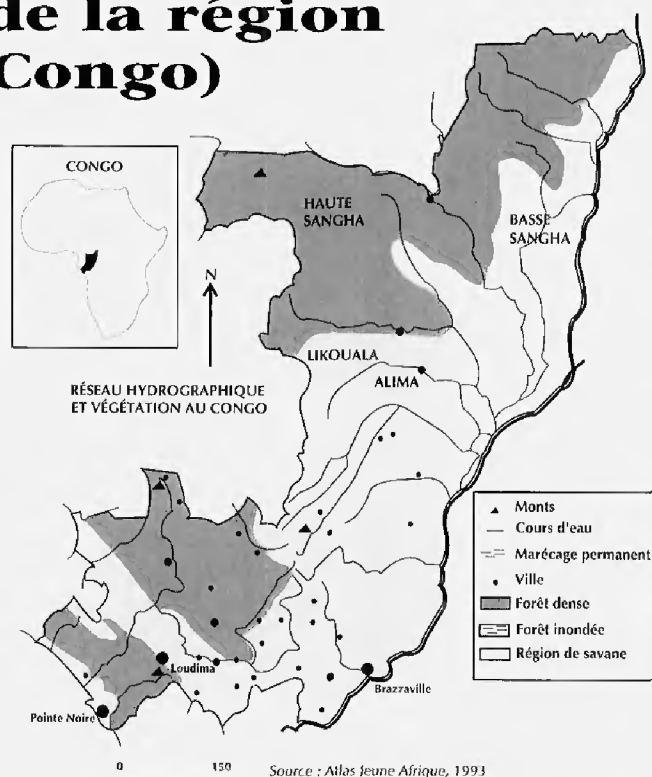 de la région
Congo)
CONGO
HAUTE
SANGHA
BASSE
SANGHA
N
LIKOUALA
ALIMA
RÉSEAU HYDROGRAPHIQUE
ET VÉGÉTATION AU CONGO
Monts
Cours d'eau
Marécage permanent
Ville
Forêt dense
Forêt inondée
Région de savane
Loudima
Brazzaville
Pointe Noire
0 150
Source : Atlas Jeune Afrique, 1993